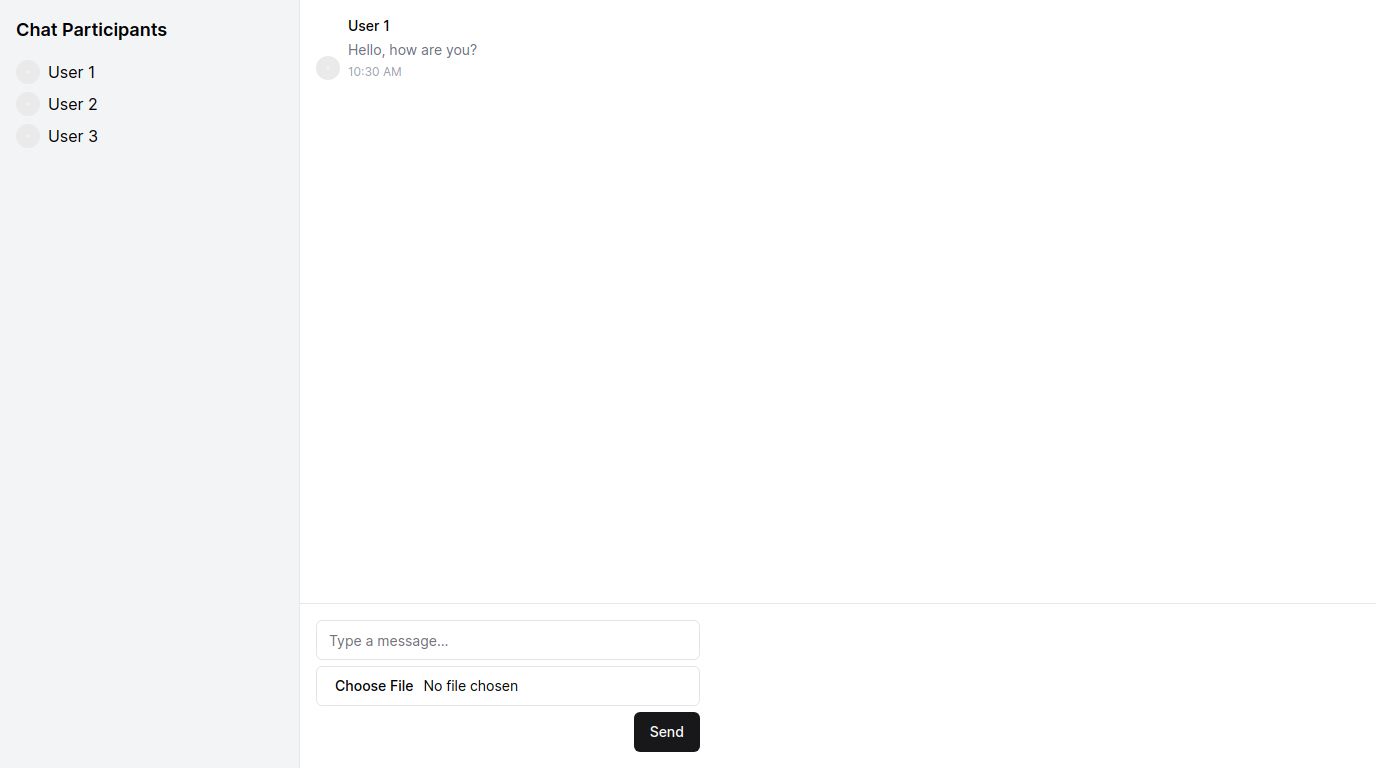 Chat Participants
User 1
User 2
User 3
User 1
Hello, how are you?
10:30 AM
Type a message...
Choose File No file chosen
Send